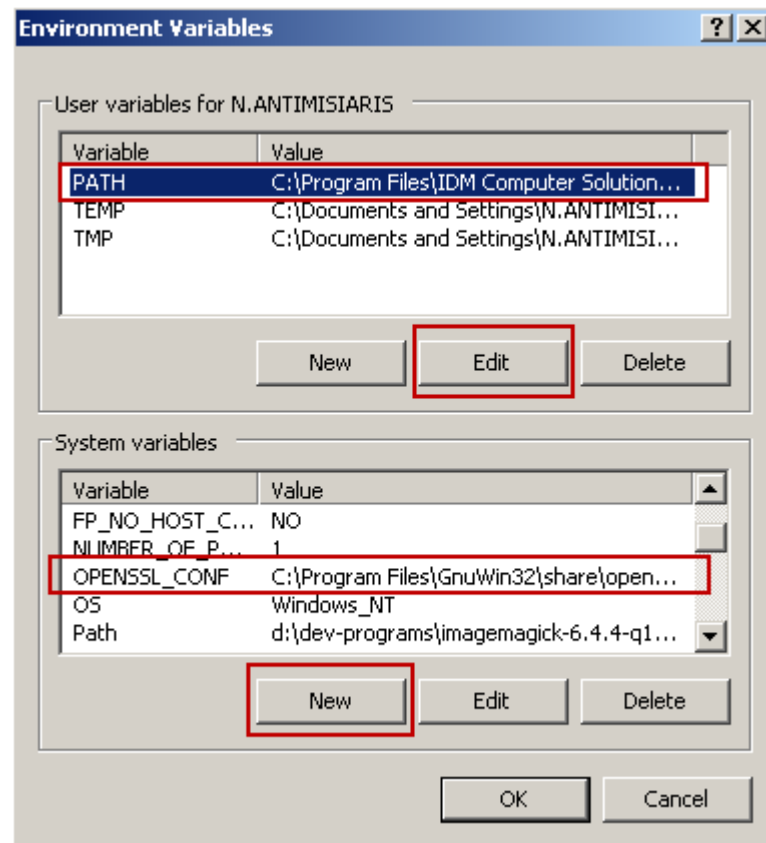 Environment Variables
User variables for N.ANTIMISIARIS
Variable Value
PATH C:\Program Files\IDM Computer Solution...
TEMP C:\Documents and Settings\N.ANTIMISI...
TMP C:\Documents and Settings\N.ANTIMISI...
New Edit Delete
System variables
Variable Value
FP_NO_HOST_C... NO
NUMBER_OF_P... 1
OPENSSL_CONF C:\Program Files\GnuWin32\share\open...
OS Windows_NT
Path d:\dev-programs\imagemagick-6.4.4-q1...
New Edit Delete
OK Cancel